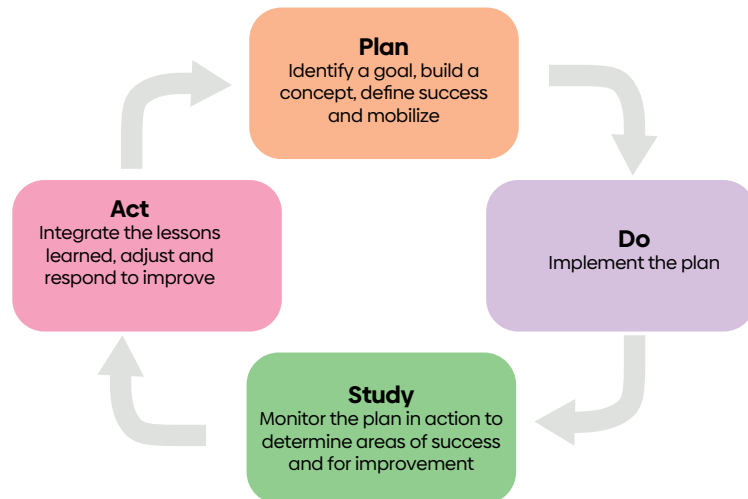 Plan
Identify a goal, build a
concept, define success
and mobilize
Act
Integrate the lessons
learned, adjust and
respond to improve
Do
Implement the plan
Study
Monitor the plan in action to
determine areas of success
and for improvement